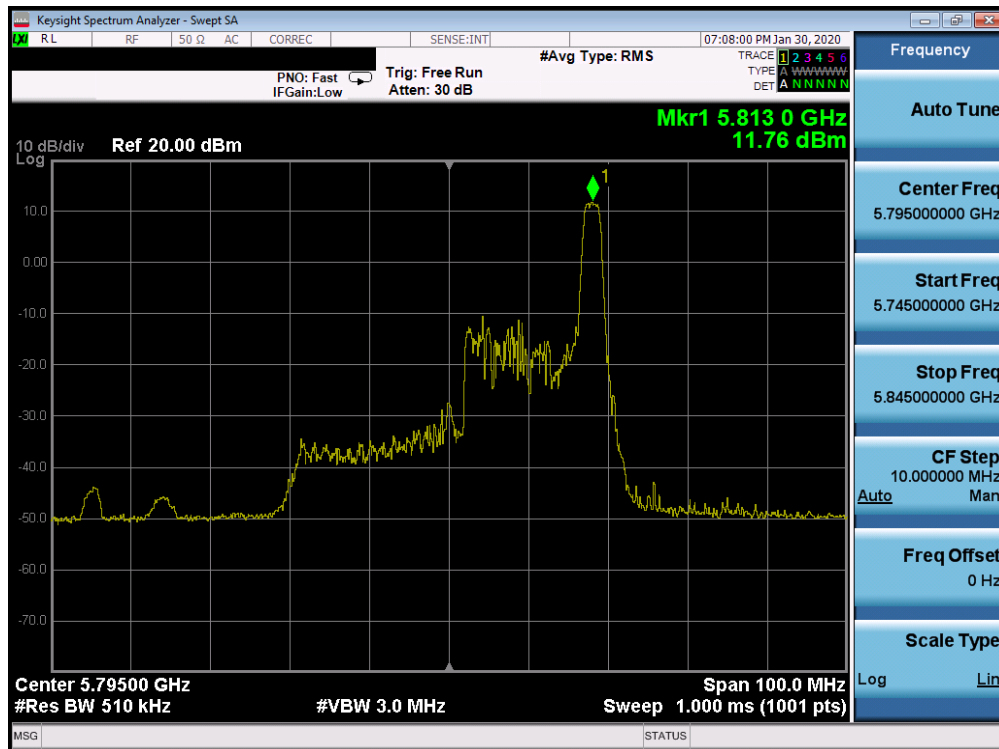 Keysight Spectrum Analyzer - Swept SA
LXI RL RF 50 Ω AC CORREC SENSE:INT 07:08:00 PM Jan 30, 2020
PNO: Fast
IFGain:Low
Trig: Free Run
Atten: 30 dB
#Avg Type: RMS
TRACE 1 2 3 4 5 6
TYPE A WWWWW
DET A N N N N N
Mkr1 5.813 0 GHz
11.76 dBm
10 dB/div Ref 20.00 dBm
Log
1
10.0
0.00
-10.0
-20.0
-30.0
-40.0
-50.0
-60.0
-70.0
Center 5.79500 GHz Span 100.0 MHz
#Res BW 510 kHz #VBW 3.0 MHz Sweep 1.000 ms (1001 pts)
MSG STATUS
Frequency
Auto Tune
Center Freq
5.795000000 GHz
Start Freq
5.745000000 GHz
Stop Freq
5.845000000 GHz
CF Step
10.000000 MHz
Auto Man
Freq Offset
0 Hz
Scale Type
Log Lin